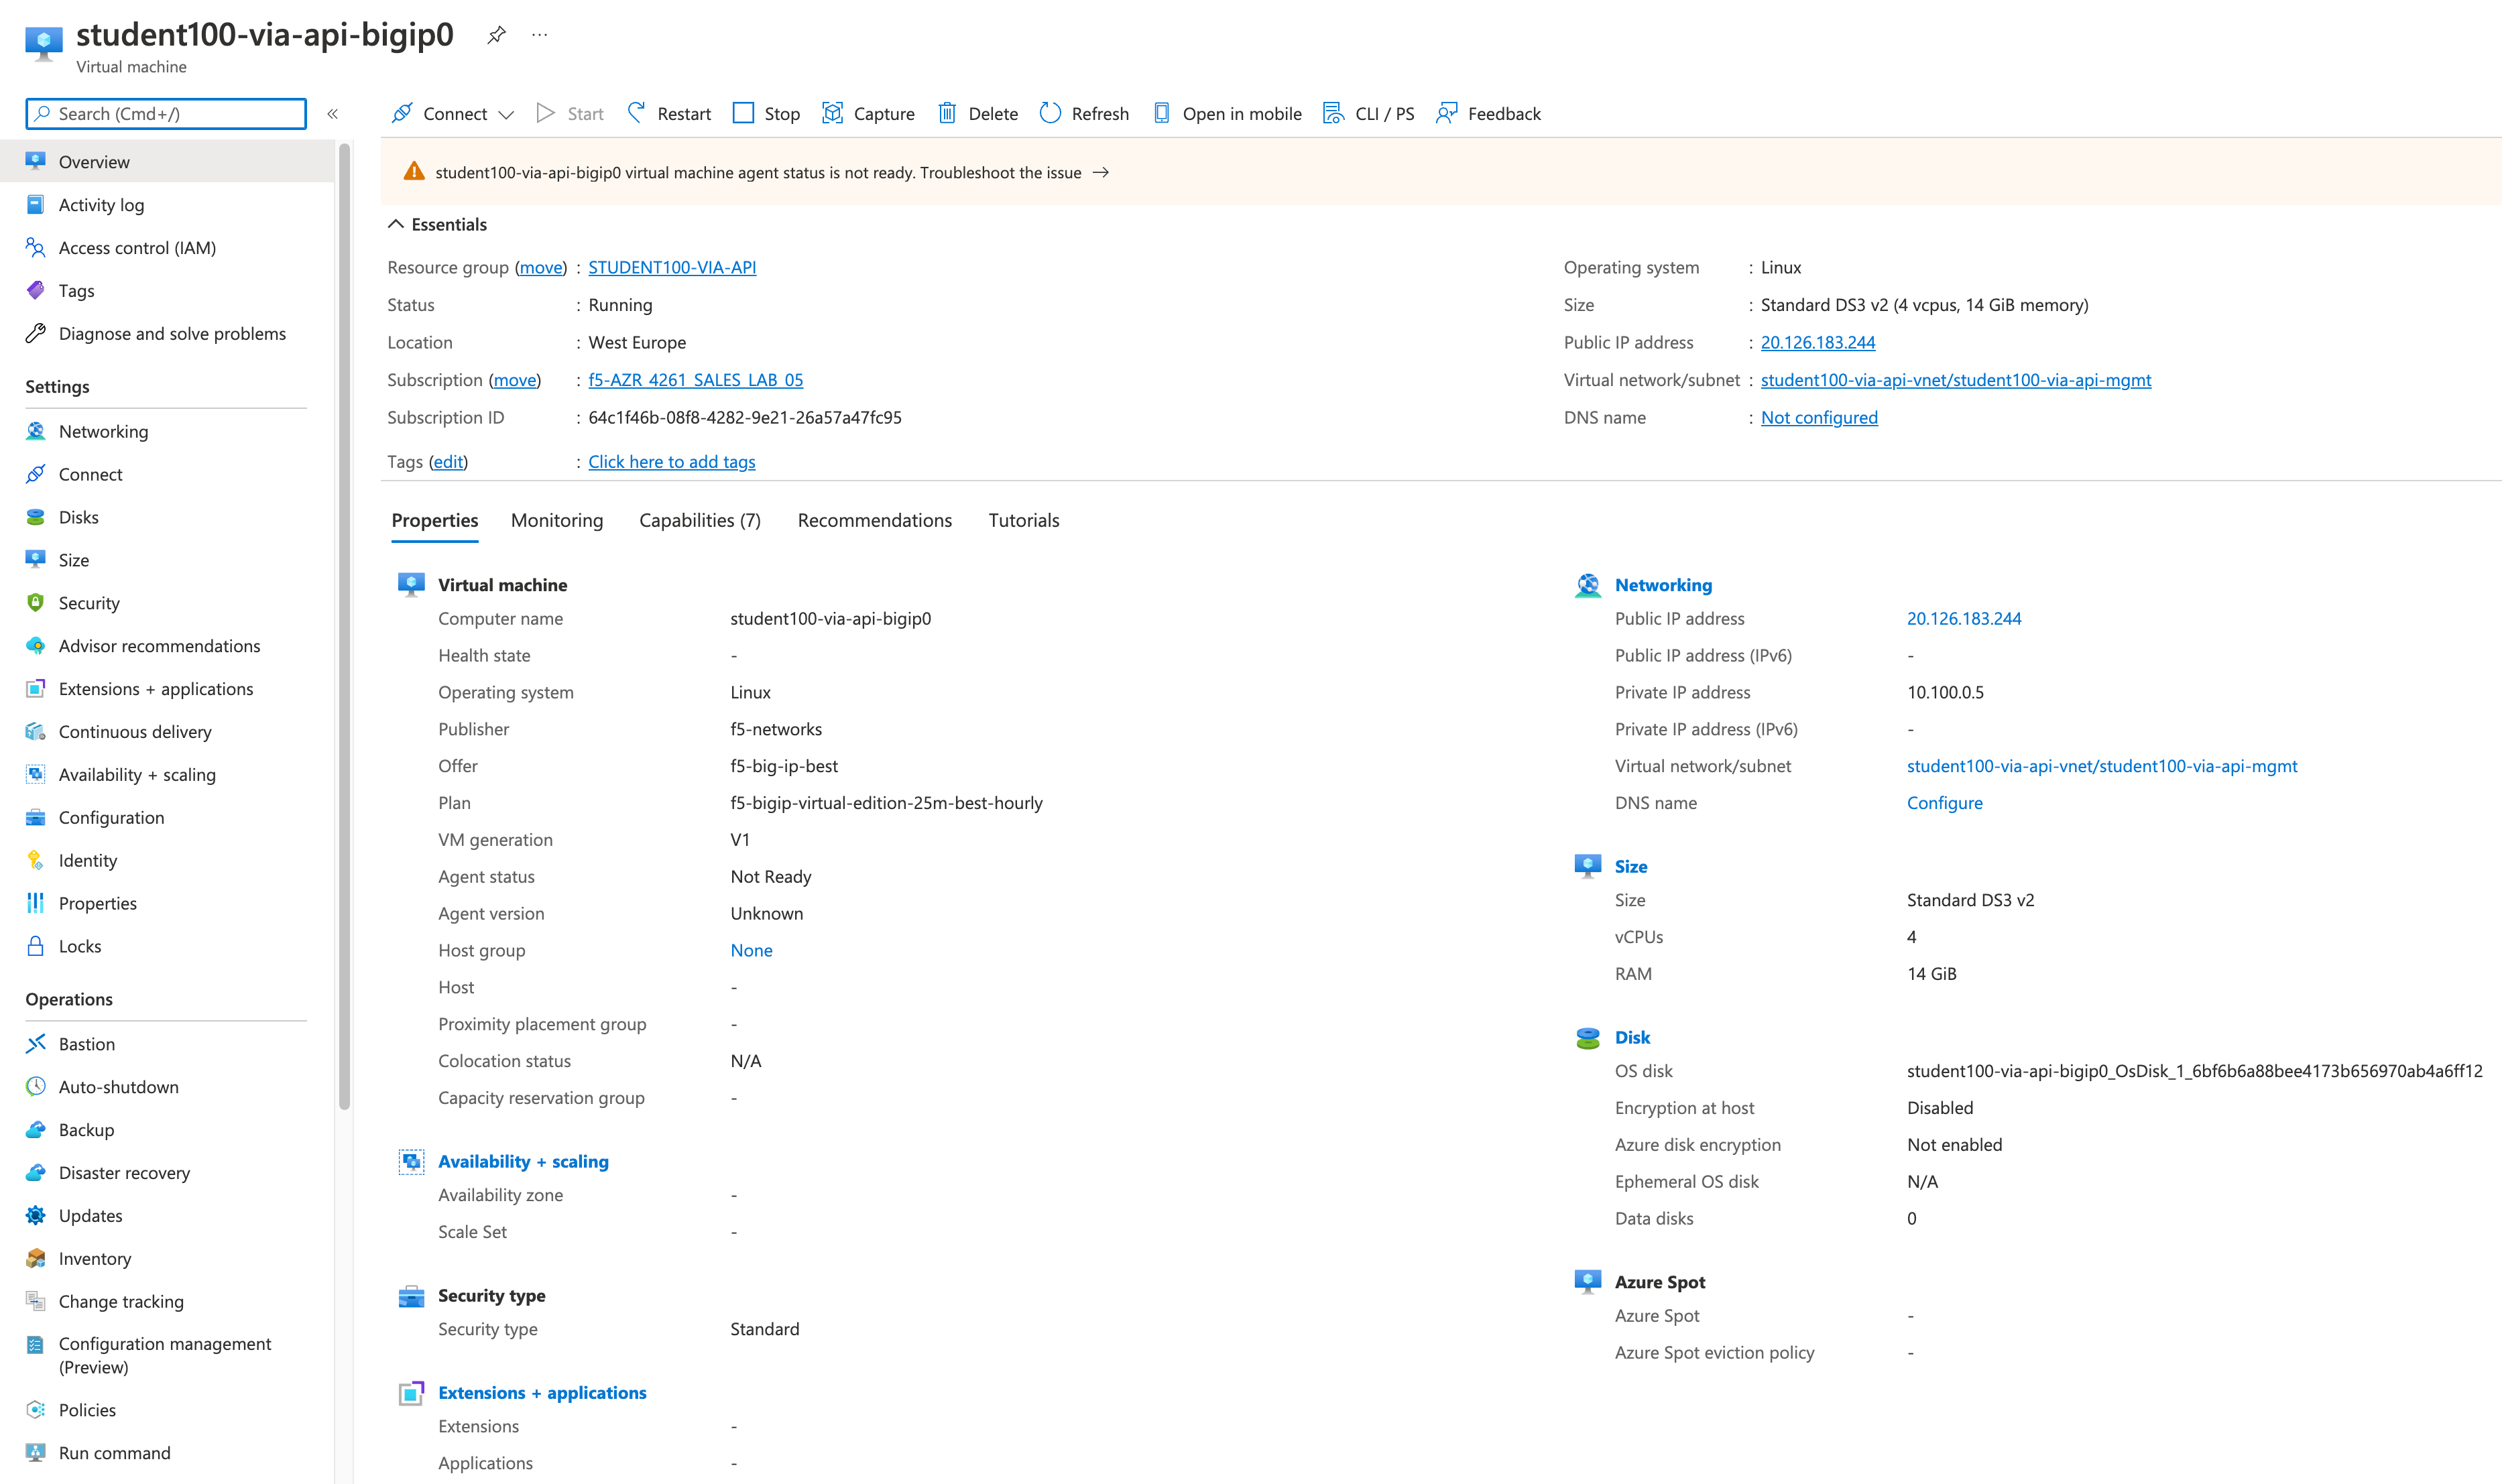 student100-via-api-bigip0
Virtual machine
Search (Cmd+/)
«
Connect
Start
Restart
Stop
Capture
Delete
Refresh
Open in mobile
CLI / PS
Feedback
Overview
Activity log
Access control (IAM)
Tags
Diagnose and solve problems
Settings
Networking
Connect
Disks
Size
Security
Advisor recommendations
Extensions + applications
Continuous delivery
Availability + scaling
Configuration
Identity
Properties
Locks
Operations
Bastion
Auto-shutdown
Backup
Disaster recovery
Updates
Inventory
Change tracking
Configuration management
(Preview)
Policies
Run command
student100-via-api-bigip0 virtual machine agent status is not ready. Troubleshoot the issue →
Essentials
Resource group (move) : STUDENT100-VIA-API
Status : Running
Location : West Europe
Subscription (move) : f5-AZR_4261_SALES_LAB_05
Subscription ID : 64c1f46b-08f8-4282-9e21-26a57a47fc95
Tags (edit) : Click here to add tags
Operating system : Linux
Size : Standard DS3 v2 (4 vcpus, 14 GiB memory)
Public IP address : 20.126.183.244
Virtual network/subnet : student100-via-api-vnet/student100-via-api-mgmt
DNS name : Not configured
Properties
Monitoring
Capabilities (7)
Recommendations
Tutorials
Virtual machine
Computer name student100-via-api-bigip0
Health state -
Operating system Linux
Publisher f5-networks
Offer f5-big-ip-best
Plan f5-bigip-virtual-edition-25m-best-hourly
VM generation V1
Agent status Not Ready
Agent version Unknown
Host group None
Host -
Proximity placement group -
Colocation status N/A
Capacity reservation group -
Availability + scaling
Availability zone -
Scale Set -
Security type
Security type Standard
Extensions + applications
Extensions -
Applications -
Networking
Public IP address 20.126.183.244
Public IP address (IPv6) -
Private IP address 10.100.0.5
Private IP address (IPv6) -
Virtual network/subnet student100-via-api-vnet/student100-via-api-mgmt
DNS name Configure
Size
Size Standard DS3 v2
vCPUs 4
RAM 14 GiB
Disk
OS disk student100-via-api-bigip0_OsDisk_1_6bf6b6a88bee4173b656970ab4a6ff12
Encryption at host Disabled
Azure disk encryption Not enabled
Ephemeral OS disk N/A
Data disks 0
Azure Spot
Azure Spot -
Azure Spot eviction policy -